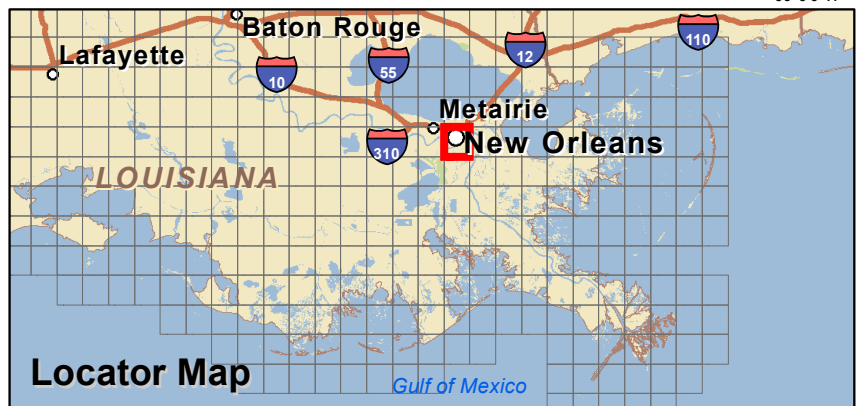 Baton Rouge
Lafayette
110
12
55
10
Metairie
New Orleans
310
LOUISIANA
Locator Map
Gulf of Mexico